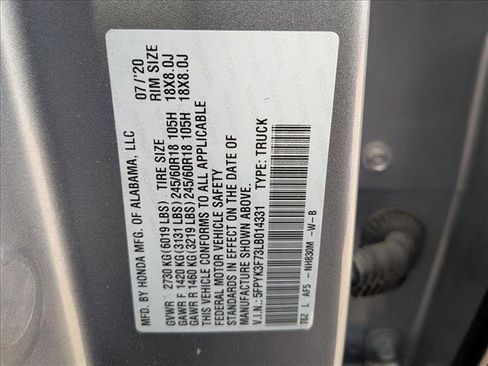 MFD. BY HONDA MFG. OF ALABAMA, LLC 07/'20
TIRE SIZE RIM SIZE
GVWR 2730 KG(6019 LBS)
GAWR F 1420 KG(3131 LBS) 245/60R18 105H 18X8.0J
GAWR R 1460 KG(3219 LBS) 245/60R18 105H 18X8.0J
THIS VEHICLE CONFORMS TO ALL APPLICABLE
FEDERAL MOTOR VEHICLE SAFETY
STANDARDS IN EFFECT ON THE DATE OF
MANUFACTURE SHOWN ABOVE.
V.I.N.: 5FPYK3F73LB014331 TYPE: TRUCK
T6Z L AF5 - NH830M -W-B